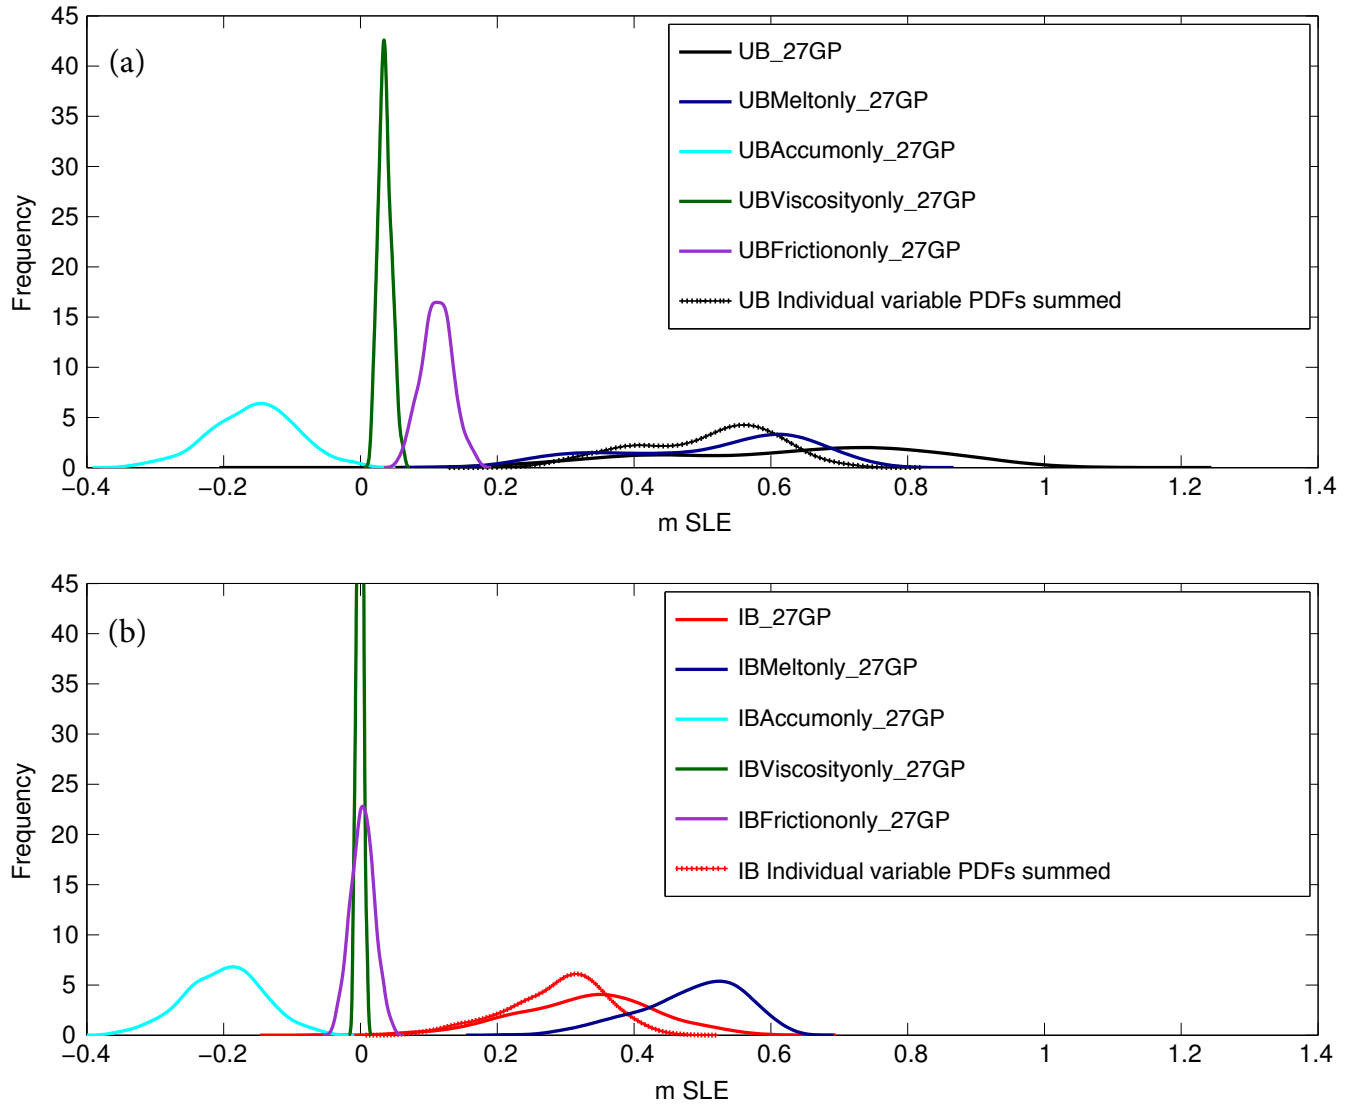 45
40
35
30
25
20
15
10
5
0
Frequency
(a)
UB_27GP
UBMeltonly_27GP
UBAccumonly_27GP
UBViscosityonly_27GP
UBFrictiononly_27GP
UB Individual variable PDFs summed
−0.4 −0.2 0 0.2 0.4 0.6 0.8 1 1.2 1.4
m SLE
45
40
35
30
25
20
15
10
5
0
Frequency
(b)
IB_27GP
IBMeltonly_27GP
IBAccumonly_27GP
IBViscosityonly_27GP
IBFrictiononly_27GP
IB Individual variable PDFs summed
−0.4 −0.2 0 0.2 0.4 0.6 0.8 1 1.2 1.4
m SLE